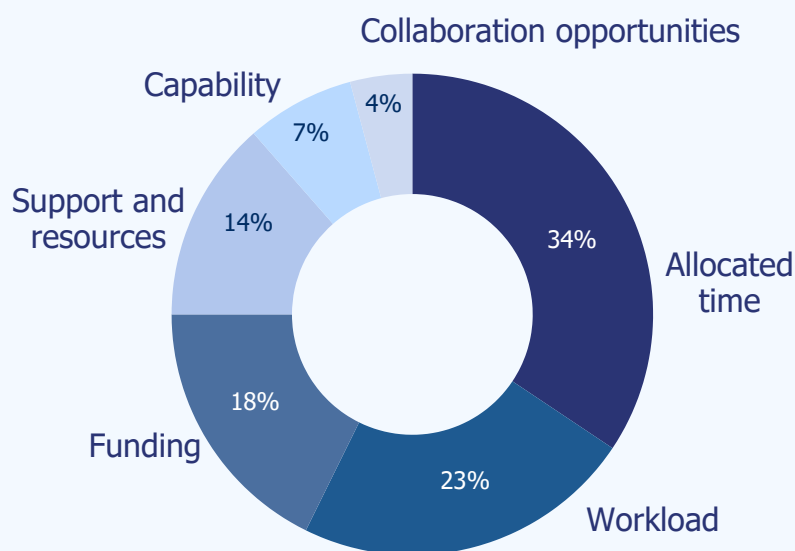 Collaboration opportunities
Capability
4%
7%
Support and
resources
14%
34%
Allocated
time
18%
Funding
23%
Workload